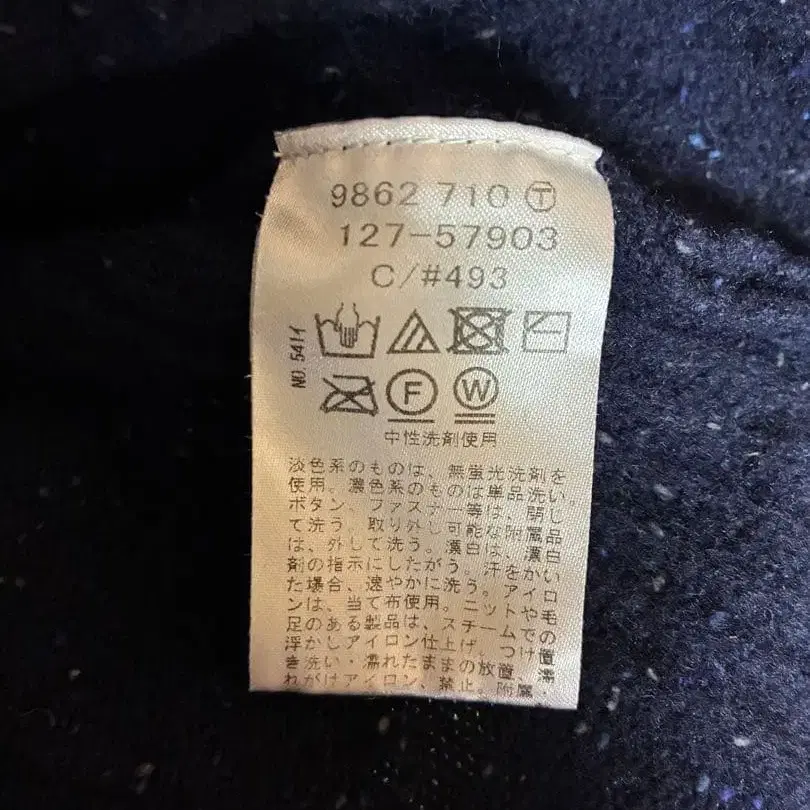 9862 710 Ⓣ
127-57903
C/#493
NO. 541イ
F W
中性洗剤使用
淡色系のものは、無蛍光洗剤を
使用。濃色系のものは単品洗い。
ボタン、ファスナー等は、閉じ
て洗う。取り外し可能な附属品
は、外して洗う。漂白は、漂白
剤の指示にしたがう。汗をかい
た場合、速やかに洗う。アイロ
ンは、当て布使用。ニットや毛
足のある製品は、スチームでの
浮かしアイロン仕上げ。つけ置
き洗い・濡れたままの放置、濡
れがけアイロン、禁止。附属・